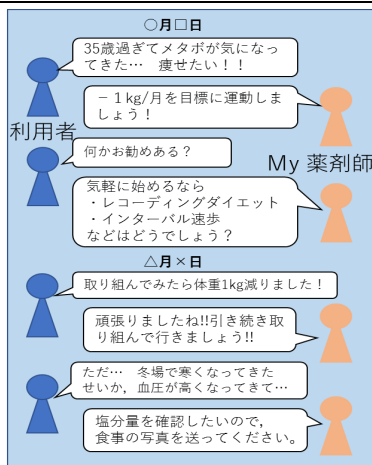 ○月□日
35歳過ぎてメタボが気になっ
てきた… 痩せたい！！
－１kg/月を目標に運動しま
しょう！
利用者
何かお勧めある？
My 薬剤師
気軽に始めるなら
・レコーディングダイエット
・インターバル速歩
などはどうでしょう？
△月×日
取り組んでみたら体重1kg減りました！
頑張りましたね!!引き続き取
り組んで行きましょう!!
ただ… 冬場で寒くなってきた
せいか，血圧が高くなってきて…
塩分量を確認したいので，
食事の写真を送ってください。